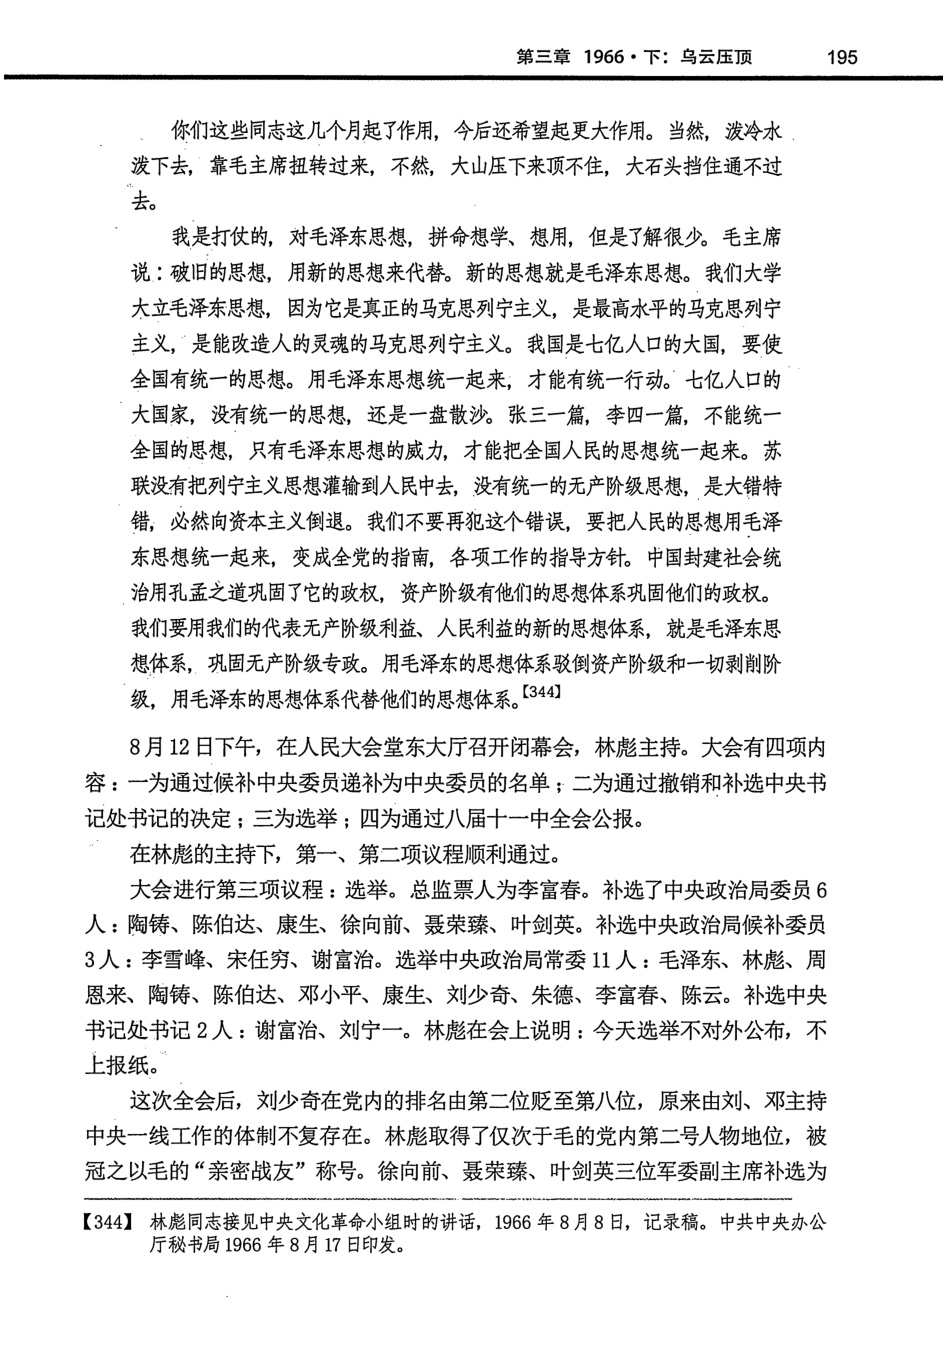 第三章 1966·下：乌云压顶 195
你们这些同志这几个月起了作用，今后还希望起更大作用。当然，泼冷水
泼下去，靠毛主席扭转过来，不然，大山压下来顶不住，大石头挡住通不过
去。
我是打仗的，对毛泽东思想，拼命想学、想用，但是了解很少。毛主席
说：破旧的思想，用新的思想来代替。新的思想就是毛泽东思想。我们大学
大立毛泽东思想，因为它是真正的马克思列宁主义，是最高水平的马克思列宁
主义，是能改造人的灵魂的马克思列宁主义。我国是七亿人口的大国，要使
全国有统一的思想。用毛泽东思想统一起来，才能有统一行动。七亿人口的
大国家，没有统一的思想，还是一盘散沙。张三一篇，李四一篇，不能统一
全国的思想，只有毛泽东思想的威力，才能把全国人民的思想统一起来。苏
联没有把列宁主义思想灌输到人民中去，没有统一的无产阶级思想，是大错特
错，必然向资本主义倒退。我们不要再犯这个错误，要把人民的思想用毛泽
东思想统一起来，变成全党的指南，各项工作的指导方针。中国封建社会统
治用孔孟之道巩固了它的政权，资产阶级有他们的思想体系巩固他们的政权。
我们要用我们的代表无产阶级利益、人民利益的新的思想体系，就是毛泽东思
想体系，巩固无产阶级专政。用毛泽东的思想体系驳倒资产阶级和一切剥削阶
级，用毛泽东的思想体系代替他们的思想体系。【344】
8月12日下午，在人民大会堂东大厅召开闭幕会，林彪主持。大会有四项内
容：一为通过候补中央委员递补为中央委员的名单；二为通过撤销和补选中央书
记处书记的决定；三为选举；四为通过八届十一中全会公报。
在林彪的主持下，第一、第二项议程顺利通过。
大会进行第三项议程：选举。总监票人为李富春。补选了中央政治局委员6
人：陶铸、陈伯达、康生、徐向前、聂荣臻、叶剑英。补选中央政治局候补委员
3人：李雪峰、宋任穷、谢富治。选举中央政治局常委11人：毛泽东、林彪、周
恩来、陶铸、陈伯达、邓小平、康生、刘少奇、朱德、李富春、陈云。补选中央
书记处书记2人：谢富治、刘宁一。林彪在会上说明：今天选举不对外公布，不
上报纸。
这次全会后，刘少奇在党内的排名由第二位贬至第八位，原来由刘、邓主持
中央一线工作的体制不复存在。林彪取得了仅次于毛的党内第二号人物地位，被
冠之以毛的“亲密战友”称号。徐向前、聂荣臻、叶剑英三位军委副主席补选为
【344】 林彪同志接见中央文化革命小组时的讲话，1966年8月8日，记录稿。中共中央办公
厅秘书局1966年8月17日印发。